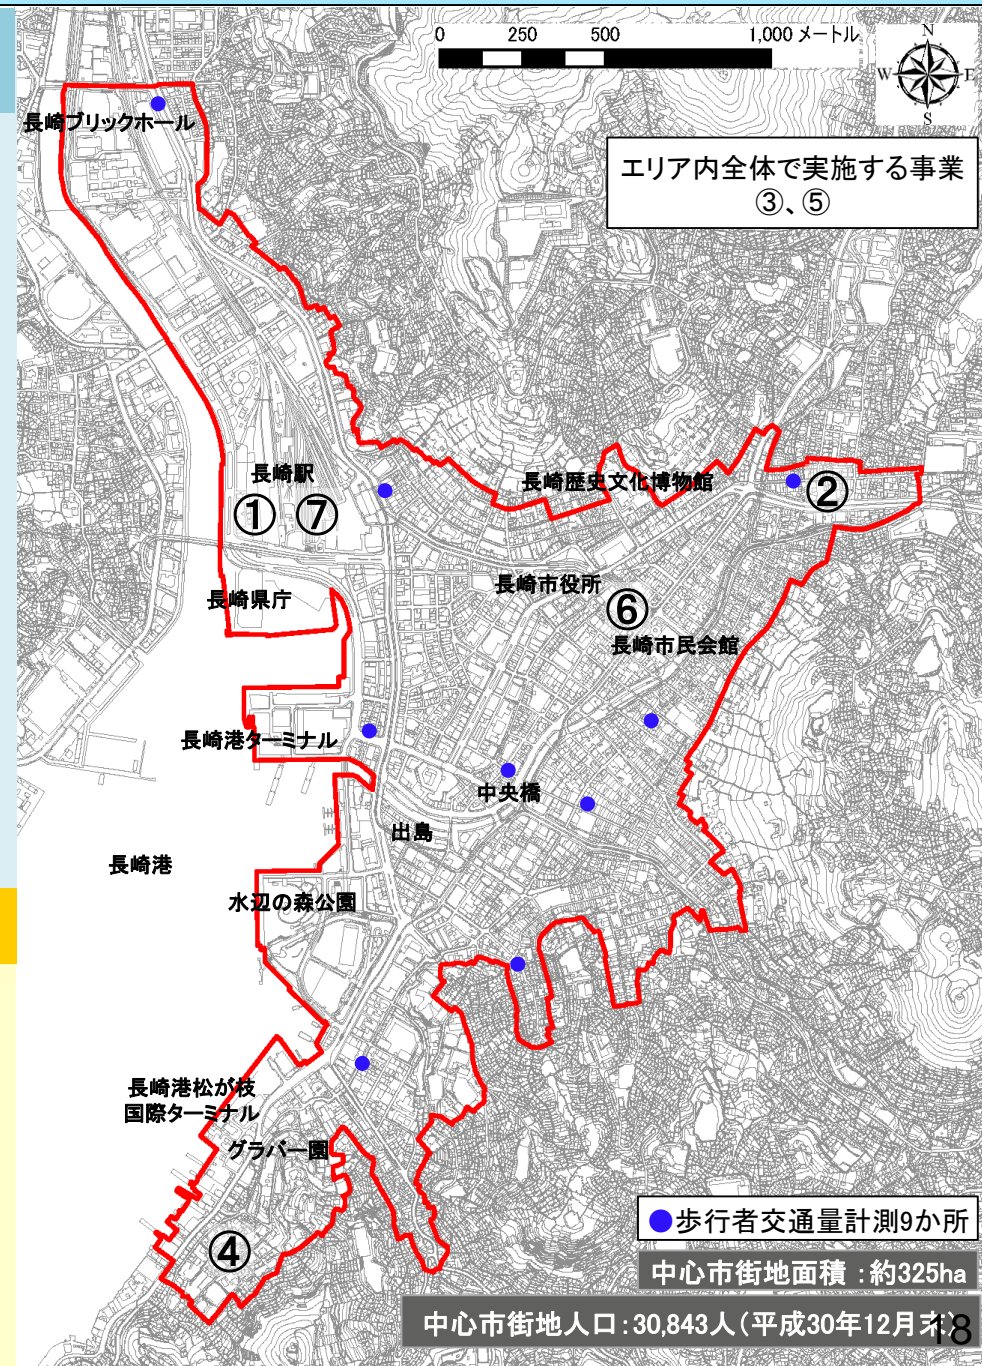 0 250 500 1,000 メートル
N
W E
S
長崎ブリックホール
エリア内全体で実施する事業
③、⑤
長崎駅
① ⑦
長崎歴史文化博物館
②
長崎県庁
長崎市役所
⑥
長崎市民会館
長崎港ターミナル
中央橋
出島
長崎港
水辺の森公園
長崎港松が枝
国際ターミナル
グラバー園
④
●歩行者交通量計測9か所
中心市街地面積：約325ha
中心市街地人口：30,843人（平成30年12月末）
18